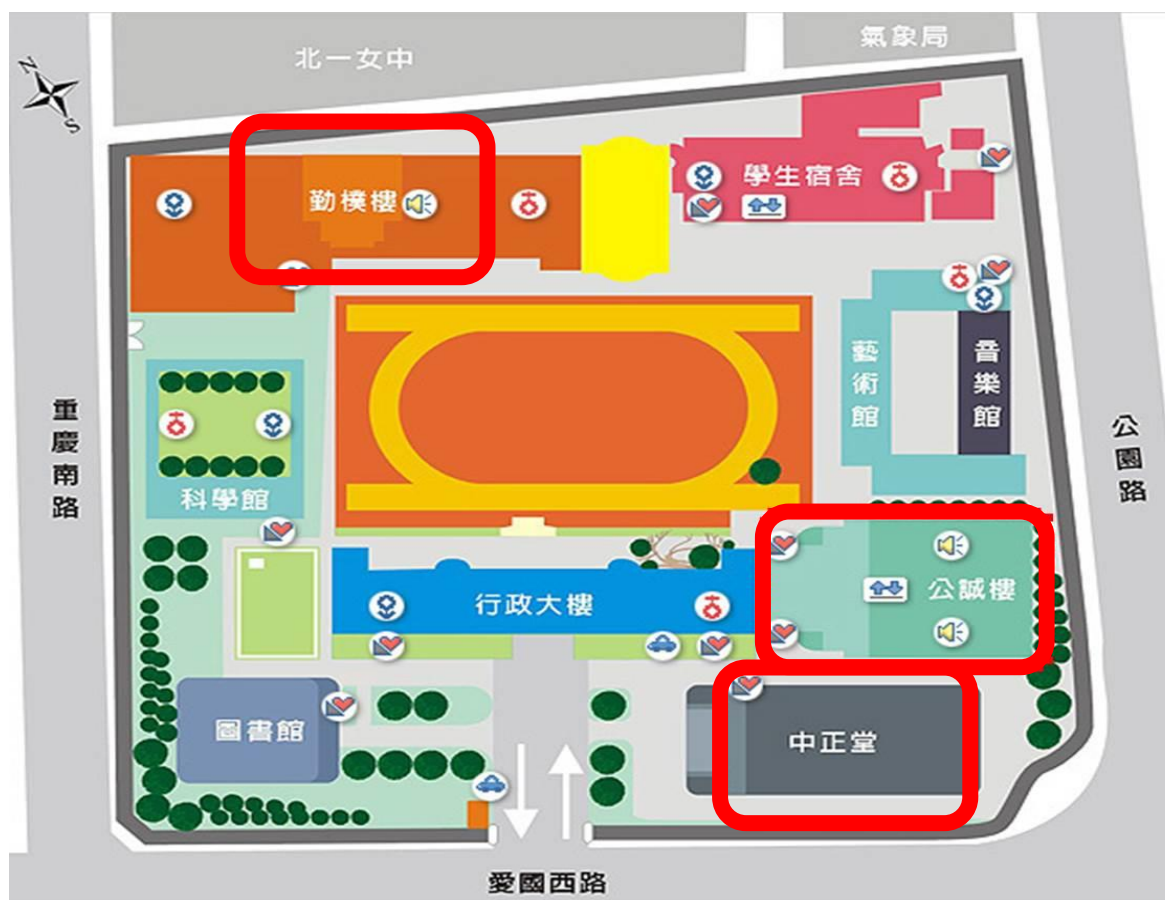 北一女中
氣象局
N
S
勤樸樓
學生宿舍
重慶南路
科學館
藝術館
音樂館
公園路
行政大樓
公誠樓
圖書館
中正堂
愛國西路